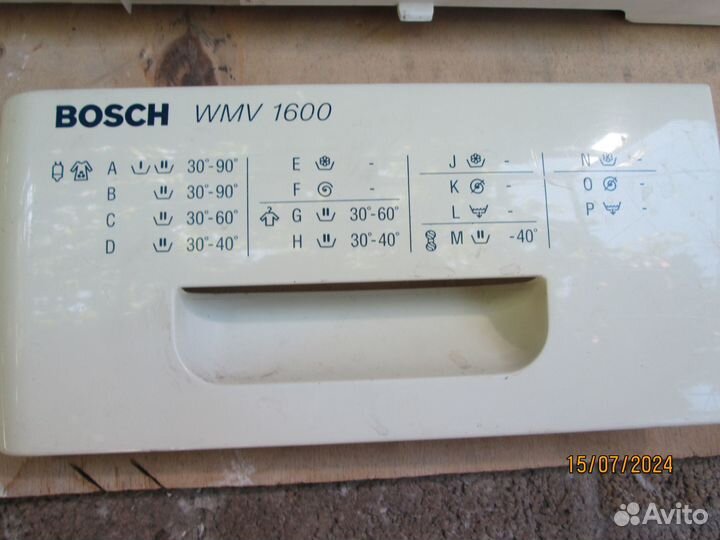 BOSCH WMV 1600
A 30°-90°
B 30°-90°
C 30°-60°
D 30°-40°
E -
F -
G 30°-60°
H 30°-40°
J -
K -
L -
M -40°
N -
O -
P -
15/07/2024
Avito